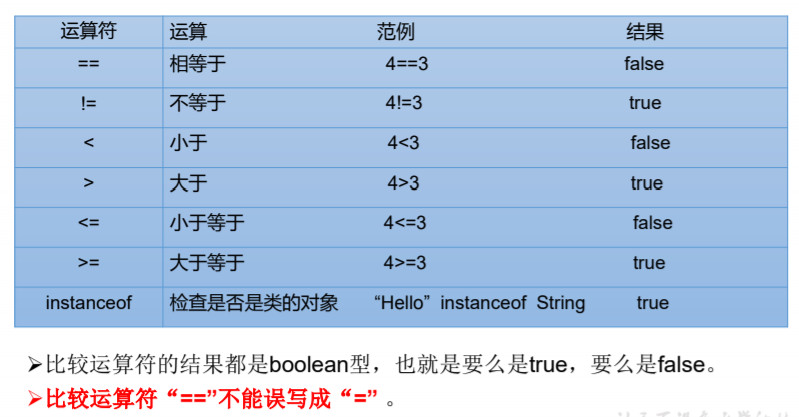 运算符 运算 范例 结果
== 相等于 4==3 false
!= 不等于 4!=3 true
< 小于 4<3 false
> 大于 4>3 true
<= 小于等于 4<=3 false
>= 大于等于 4>=3 true
instanceof 检查是否是类的对象 “Hello” instanceof String true
➢比较运算符的结果都是boolean型，也就是要么是true，要么是false。
➢比较运算符“==”不能误写成“=” 。